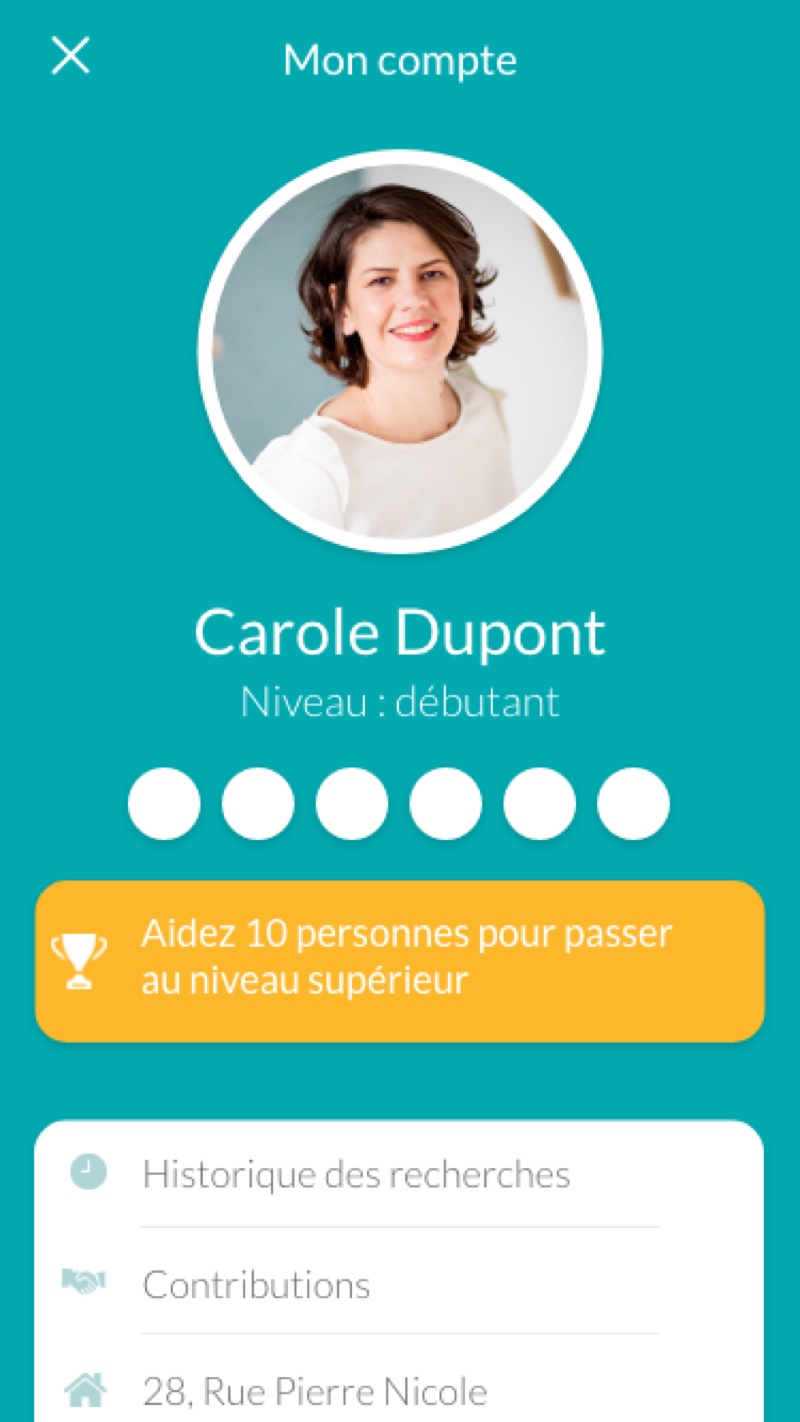 Mon compte
Carole Dupont
Niveau : débutant
Aidez 10 personnes pour passer
au niveau supérieur
Historique des recherches
Contributions
28, Rue Pierre Nicole